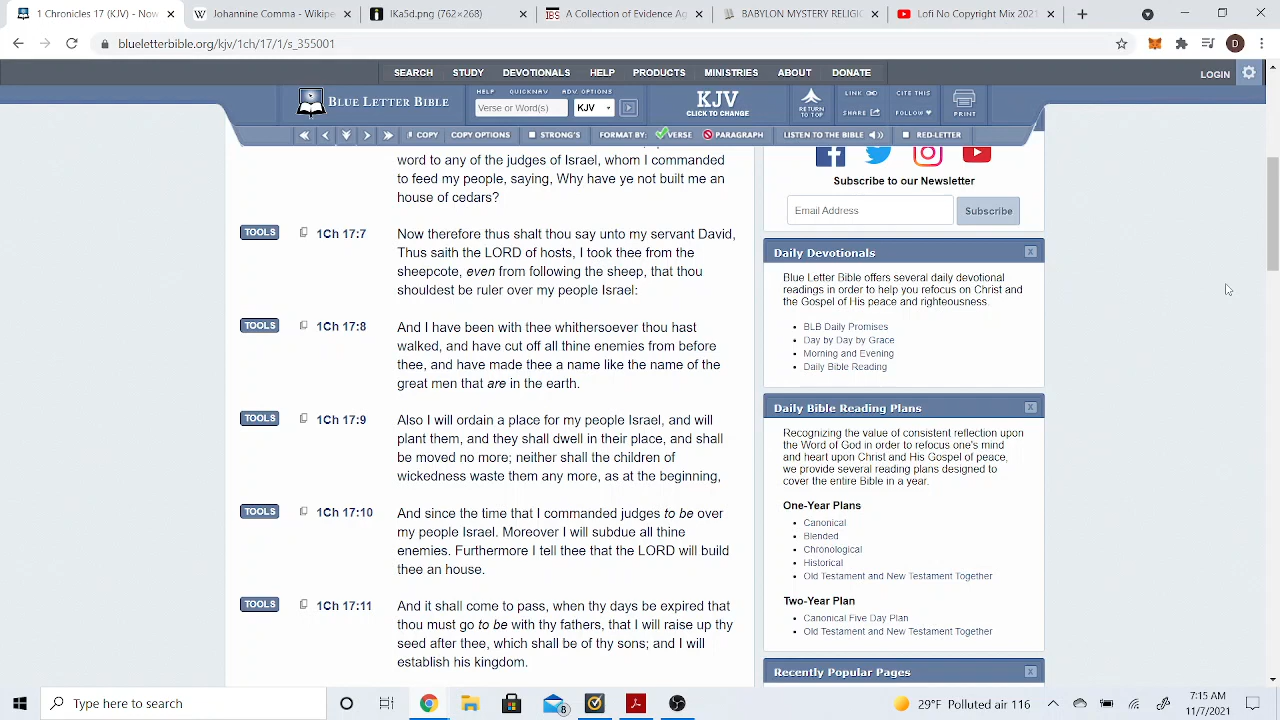 1 Chronicles 17 (KJV) - Now
Johannine Comma - Wikipe
IKa5d.png (768×238)
A Collection of Evidence Ag
BABYLON MYSTERY RELIGIO
Lofi No Copyright Mix 2021
blueletterbible.org/kjv/1ch/17/1/s_355001
D
SEARCH STUDY DEVOTIONALS HELP PRODUCTS MINISTRIES ABOUT DONATE
LOGIN
BLUE LETTER BIBLE
HELP QUICKNAV ADV. OPTIONS
Verse or Word(s) KJV
KJV
CLICK TO CHANGE
RETURN
TO TOP
LINK CITE THIS
SHARE FOLLOW
PRINT
COPY COPY OPTIONS STRONG'S FORMAT BY: VERSE PARAGRAPH LISTEN TO THE BIBLE RED-LETTER
word to any of the judges of Israel, whom I commanded
to feed my people, saying, Why have ye not built me an
house of cedars?
TOOLS 1Ch 17:7 Now therefore thus shalt thou say unto my servant David,
Thus saith the LORD of hosts, I took thee from the
sheepcote, even from following the sheep, that thou
shouldest be ruler over my people Israel:
TOOLS 1Ch 17:8 And I have been with thee whithersoever thou hast
walked, and have cut off all thine enemies from before
thee, and have made thee a name like the name of the
great men that are in the earth.
TOOLS 1Ch 17:9 Also I will ordain a place for my people Israel, and will
plant them, and they shall dwell in their place, and shall
be moved no more; neither shall the children of
wickedness waste them any more, as at the beginning,
TOOLS 1Ch 17:10 And since the time that I commanded judges to be over
my people Israel. Moreover I will subdue all thine
enemies. Furthermore I tell thee that the LORD will build
thee an house.
TOOLS 1Ch 17:11 And it shall come to pass, when thy days be expired that
thou must go to be with thy fathers, that I will raise up thy
seed after thee, which shall be of thy sons; and I will
establish his kingdom.
Subscribe to our Newsletter
Email Address Subscribe
Daily Devotionals X
Blue Letter Bible offers several daily devotional
readings in order to help you refocus on Christ and
the Gospel of His peace and righteousness.
BLB Daily Promises
Day by Day by Grace
Morning and Evening
Daily Bible Reading
Daily Bible Reading Plans X
Recognizing the value of consistent reflection upon
the Word of God in order to refocus one's mind
and heart upon Christ and His Gospel of peace,
we provide several reading plans designed to
cover the entire Bible in a year.
One-Year Plans
Canonical
Blended
Chronological
Historical
Old Testament and New Testament Together
Two-Year Plan
Canonical Five Day Plan
Old Testament and New Testament Together
Recently Popular Pages X
Type here to search
8
29°F Polluted air 116
7:15 AM
11/7/2021